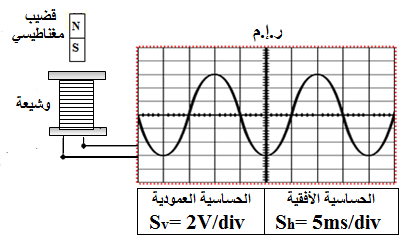 قضيب
مغناطيسي
N
S
وشيعة
ر.إ.م
الحساسية العمودية
Sv= 2V/div
الحساسية الأفقية
Sh= 5ms/div